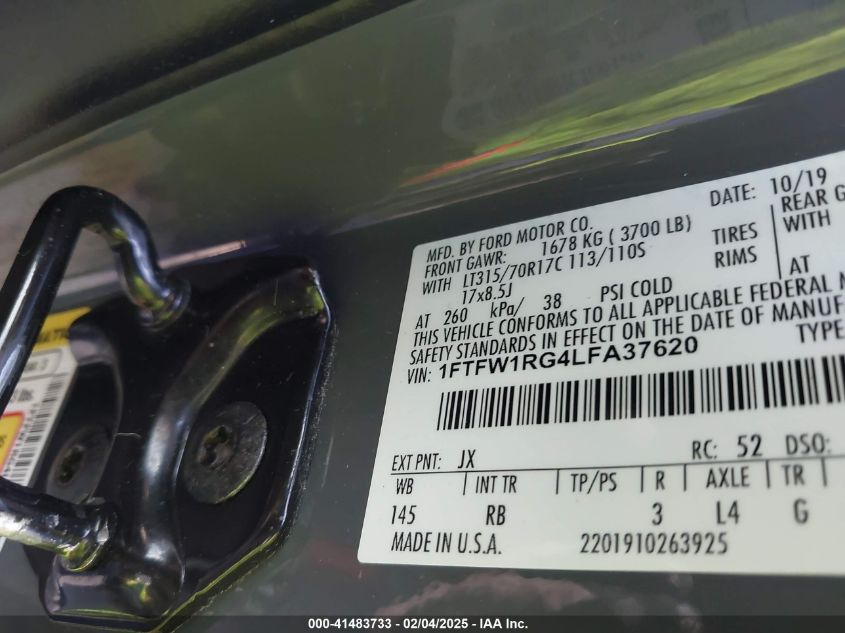 DATE: 10/19
MFD. BY FORD MOTOR CO.
FRONT GAWR: 1678 KG ( 3700 LB) REAR G
WITH LT315/70R17C 113/110S TIRES WITH
17x8.5J RIMS
AT 260 kPa/ 38 PSI COLD AT
THIS VEHICLE CONFORMS TO ALL APPLICABLE FEDERAL M
SAFETY STANDARDS IN EFFECT ON THE DATE OF MANUF
VIN: 1FTFW1RG4LFA37620 TYPE
EXT PNT: JX RC: 52 DSO:
WB INT TR TP/PS R AXLE TR
145 RB 3 L4 G
MADE IN U.S.A. 2201910263925
000-41483733 - 02/04/2025 - IAA Inc.